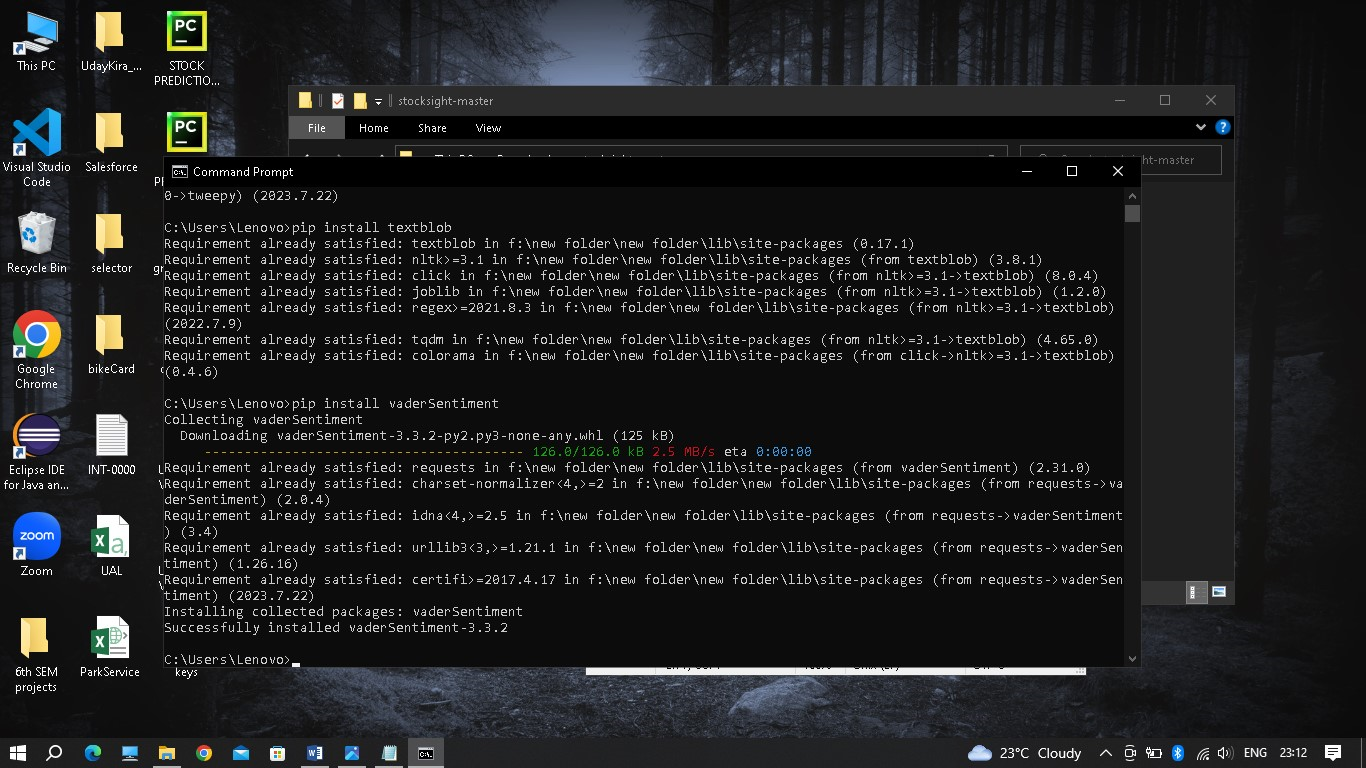 This PC
UdayKira_...
STOCK
PREDICTIO...
Visual Studio
Code
Salesforce
Recycle Bin
selector
Google
Chrome
bikeCard
Eclipse IDE
for Java an...
INT-0000
Zoom
zoom
UAL
6th SEM
projects
ParkService
keys
stocksight-master
File Home Share View
Command Prompt
0->tweepy) (2023.7.22)
C:\Users\Lenovo>pip install textblob
Requirement already satisfied: textblob in f:\new folder\new folder\lib\site-packages (0.17.1)
Requirement already satisfied: nltk>=3.1 in f:\new folder\new folder\lib\site-packages (from textblob) (3.8.1)
Requirement already satisfied: click in f:\new folder\new folder\lib\site-packages (from nltk>=3.1->textblob) (8.0.4)
Requirement already satisfied: joblib in f:\new folder\new folder\lib\site-packages (from nltk>=3.1->textblob) (1.2.0)
Requirement already satisfied: regex>=2021.8.3 in f:\new folder\new folder\lib\site-packages (from nltk>=3.1->textblob)
(2022.7.9)
Requirement already satisfied: tqdm in f:\new folder\new folder\lib\site-packages (from nltk>=3.1->textblob) (4.65.0)
Requirement already satisfied: colorama in f:\new folder\new folder\lib\site-packages (from click->nltk>=3.1->textblob)
(0.4.6)
C:\Users\Lenovo>pip install vaderSentiment
Collecting vaderSentiment
Downloading vaderSentiment-3.3.2-py2.py3-none-any.whl (125 kB)
---------------------------------------- 126.0/126.0 kB 2.5 MB/s eta 0:00:00
Requirement already satisfied: requests in f:\new folder\new folder\lib\site-packages (from vaderSentiment) (2.31.0)
Requirement already satisfied: charset-normalizer<4,>=2 in f:\new folder\new folder\lib\site-packages (from requests->va
derSentiment) (2.0.4)
Requirement already satisfied: idna<4,>=2.5 in f:\new folder\new folder\lib\site-packages (from requests->vaderSentiment
) (3.4)
Requirement already satisfied: urllib3<3,>=1.21.1 in f:\new folder\new folder\lib\site-packages (from requests->vaderSen
timent) (1.26.16)
Requirement already satisfied: certifi>=2017.4.17 in f:\new folder\new folder\lib\site-packages (from requests->vaderSen
timent) (2023.7.22)
Installing collected packages: vaderSentiment
Successfully installed vaderSentiment-3.3.2
C:\Users\Lenovo>
23°C Cloudy ENG 23:12